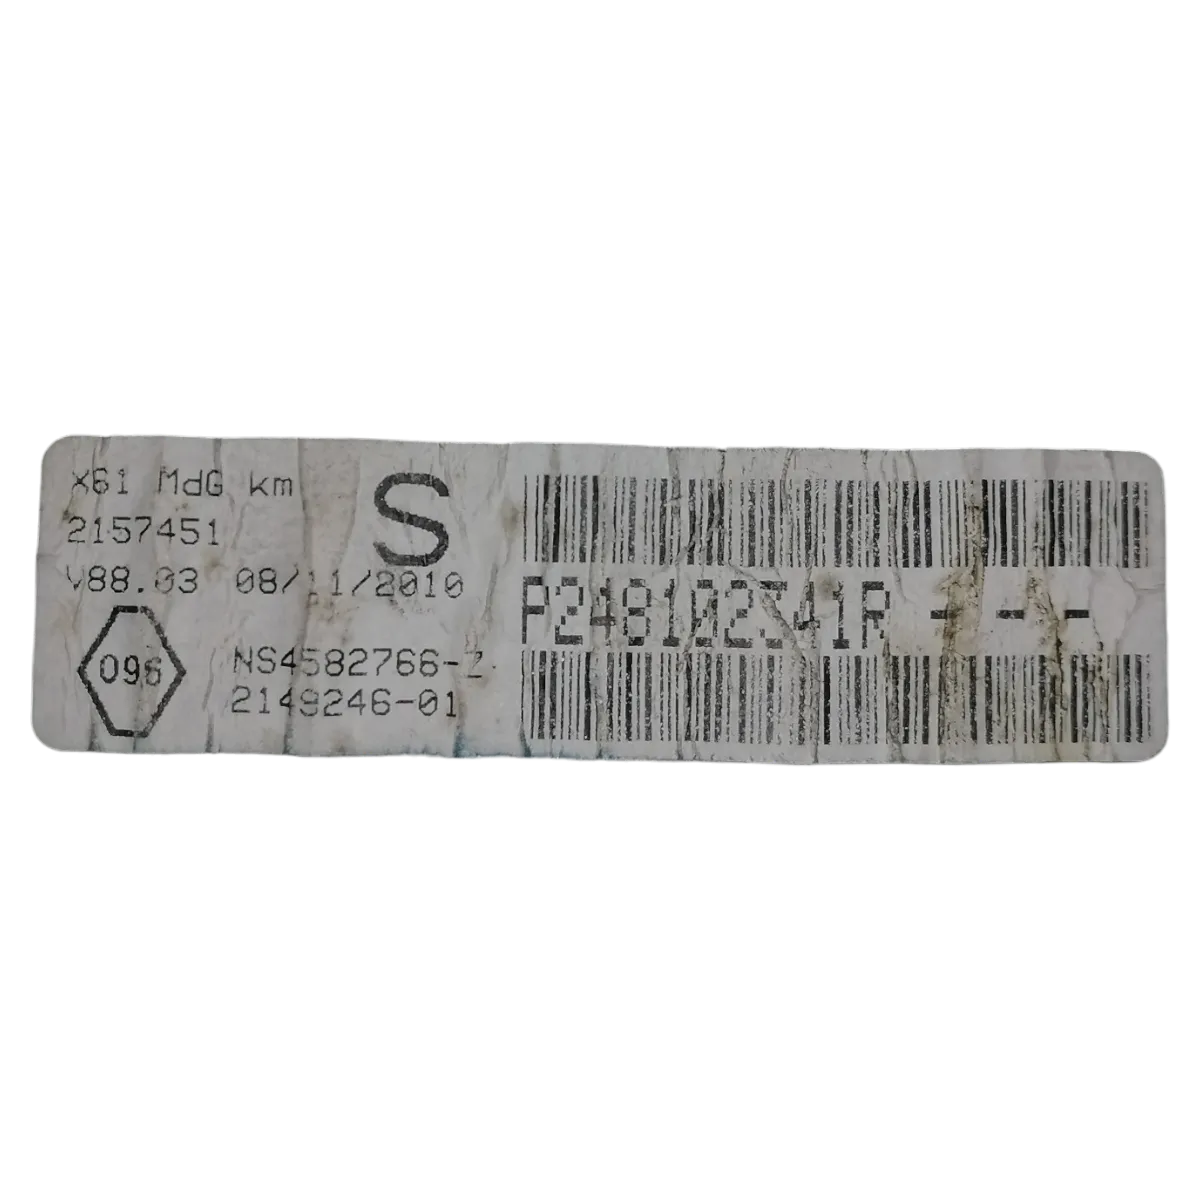 X61 MdG km
S
2157451
V88.03 08/11/2010
096
NS4582766-Z
2149246-01
P248102341R - - -